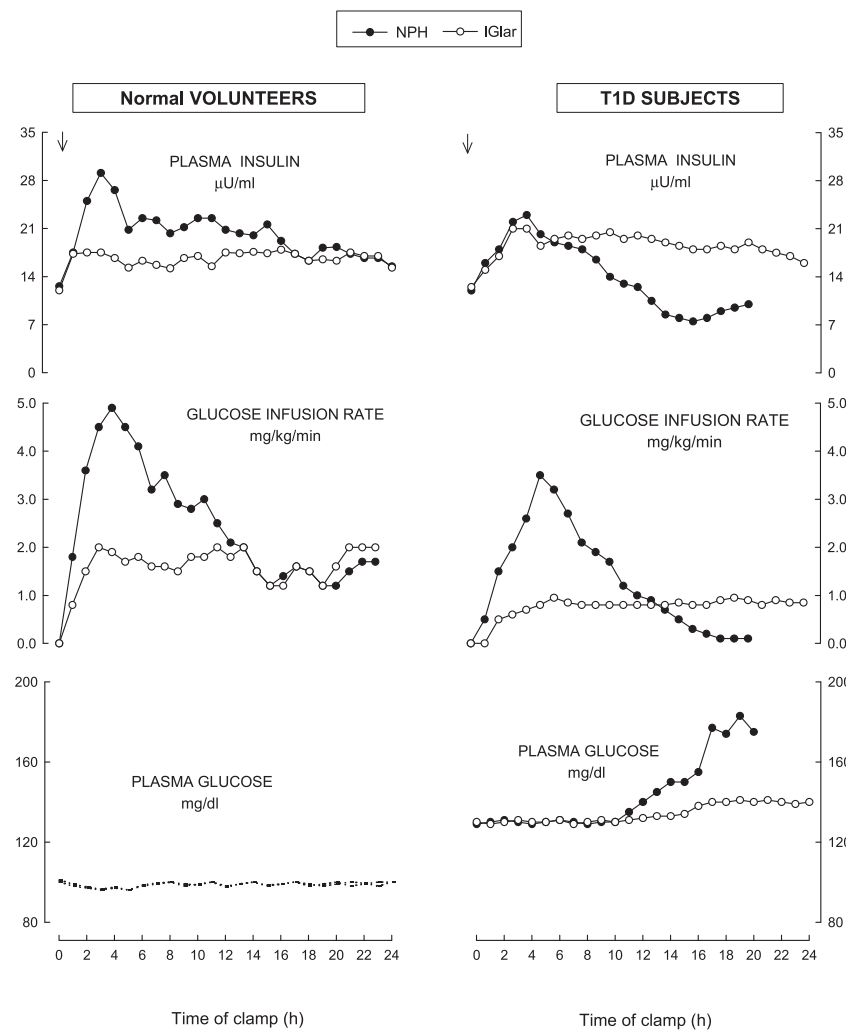 NPH IGlar
Normal VOLUNTEERS
T1D SUBJECTS
35
28
21
14
7
0
PLASMA INSULIN
μU/ml
PLASMA INSULIN
μU/ml
35
28
21
14
7
0
5.0
4.0
3.0
2.0
1.0
0.0
GLUCOSE INFUSION RATE
mg/kg/min
GLUCOSE INFUSION RATE
mg/kg/min
5.0
4.0
3.0
2.0
1.0
0.0
200
160
120
80
PLASMA GLUCOSE
mg/dl
PLASMA GLUCOSE
mg/dl
200
160
120
80
0 2 4 6 8 10 12 14 16 18 20 22 24
0 2 4 6 8 10 12 14 16 18 20 22 24
Time of clamp (h)
Time of clamp (h)